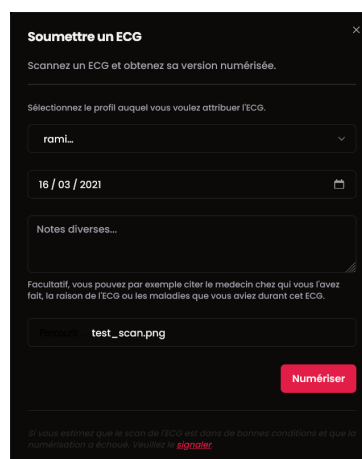 Soumettre un ECG
Scannez un ECG et obtenez sa version numérisée.
Sélectionnez le profil auquel vous voulez attribuer l'ECG.
rami...
16 / 03 / 2021
Notes diverses...
Facultatif, vous pouvez par exemple citer le medecin chez qui vous l'avez
fait, la raison de l'ECG ou les maladies que vous aviez durant cet ECG.
test_scan.png
Numériser
Si vous estimez que le scan de l'ECG est dans de bonnes conditions et que la
numérisation a échoué. Veuillez le signaler.